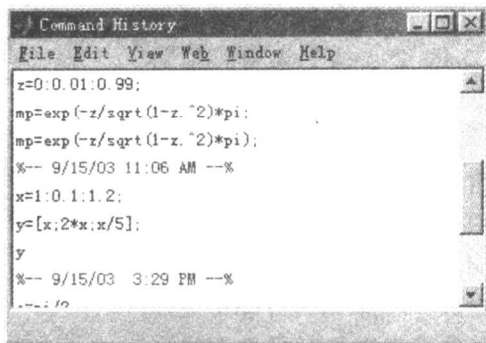 Command History
File Edit View Web Window Help
z=0:0.01:0.99;
mp=exp(-z/sqrt(1-z.^2)*pi;
mp=exp(-z/sqrt(1-z.^2)*pi);
%-- 9/15/03 11:06 AM --%
x=1:0.1:1.2;
y=[x;2*x;x/5];
y
%-- 9/15/03 3:29 PM --%